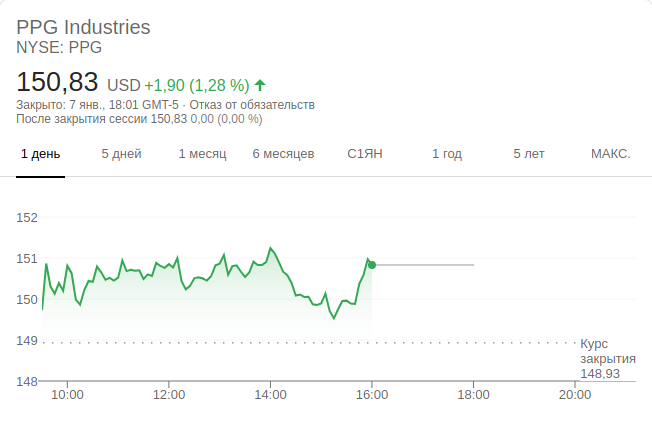 PPG Industries
NYSE: PPG
150,83 USD +1,90 (1,28 %)
Закрыто: 7 янв., 18:01 GMT-5 · Отказ от обязательств
После закрытия сессии 150,83 0,00 (0,00 %)
1 день 5 дней 1 месяц 6 месяцев С1ЯН 1 год 5 лет МАКС.
152
151
150
149
Курс
закрытия
148,93
148
10:00 12:00 14:00 16:00 18:00 20:00